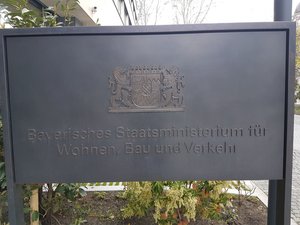 Bayerisches Staatsministerium für
Wohnen, Bau und Verkehr